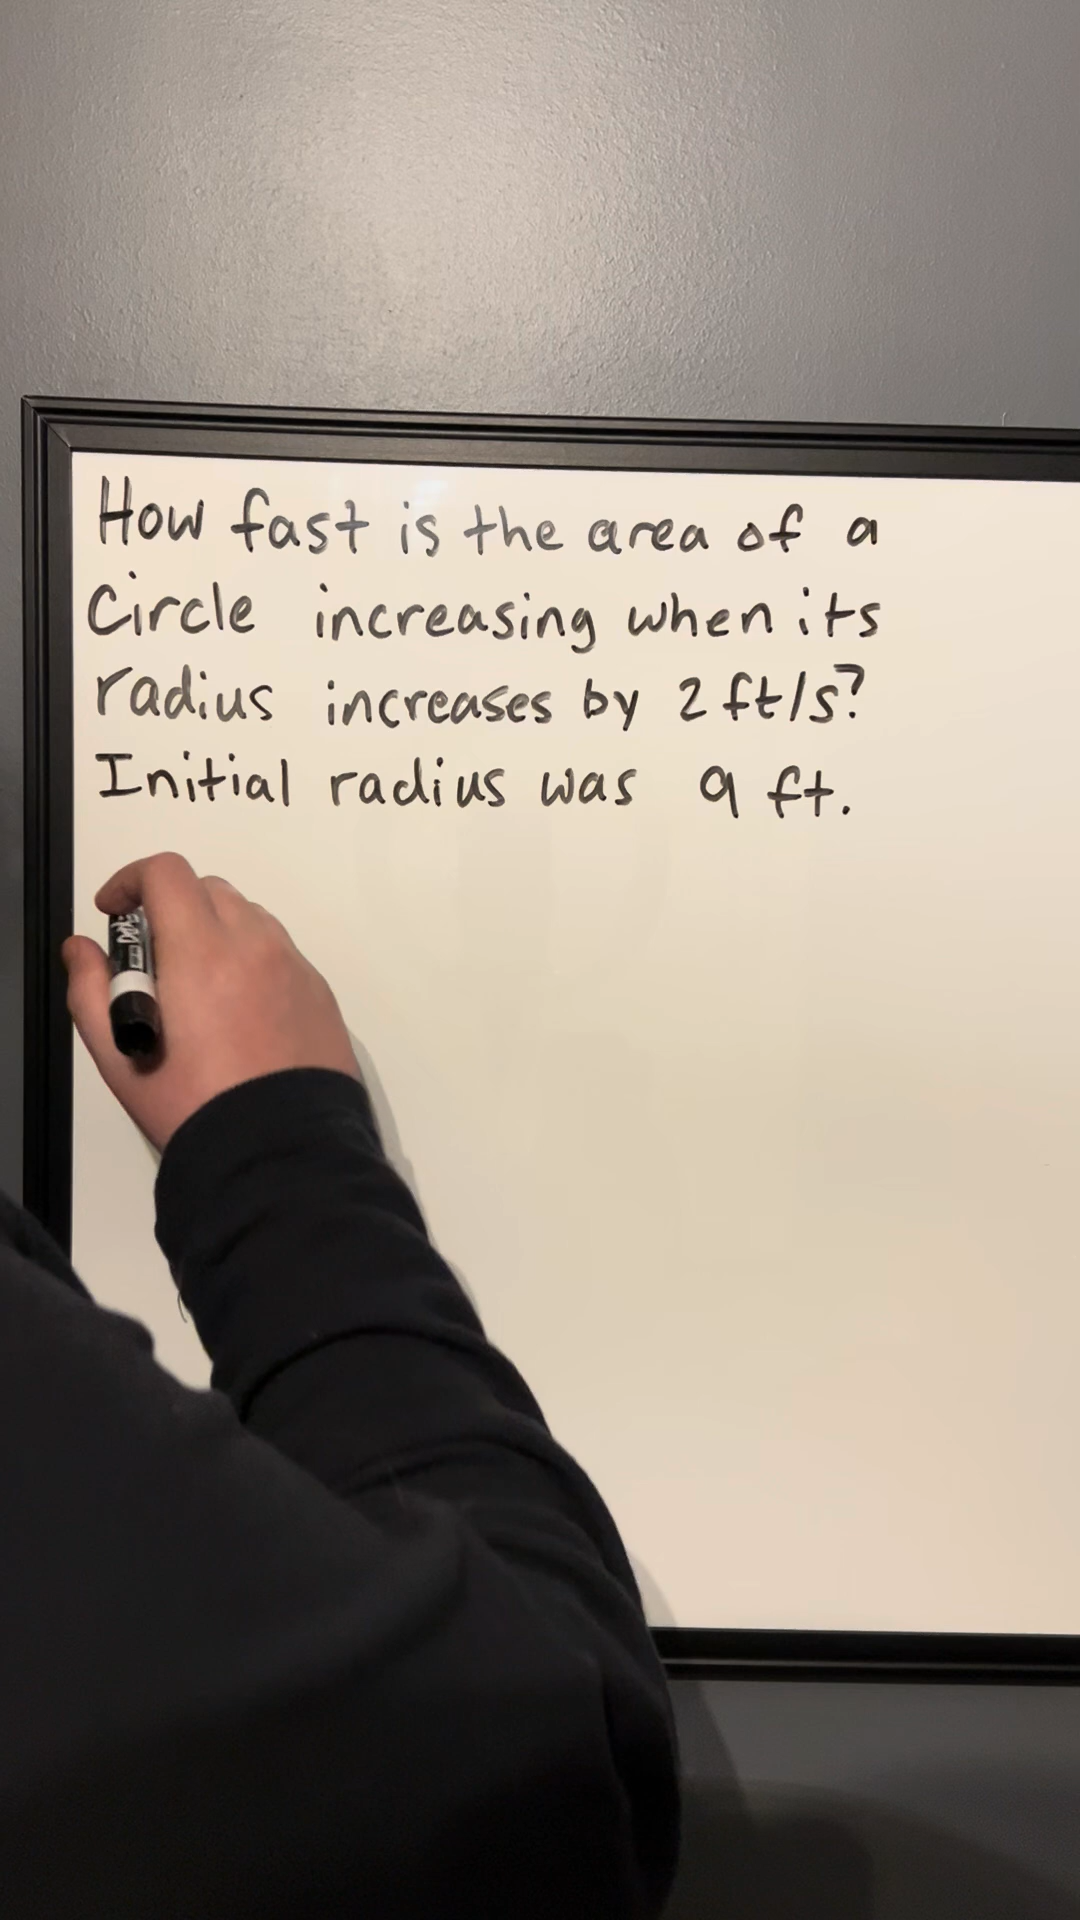 How fast is the area of a
Circle increasing when its
radius increases by 2 ft/s?
Initial radius was 9 ft.